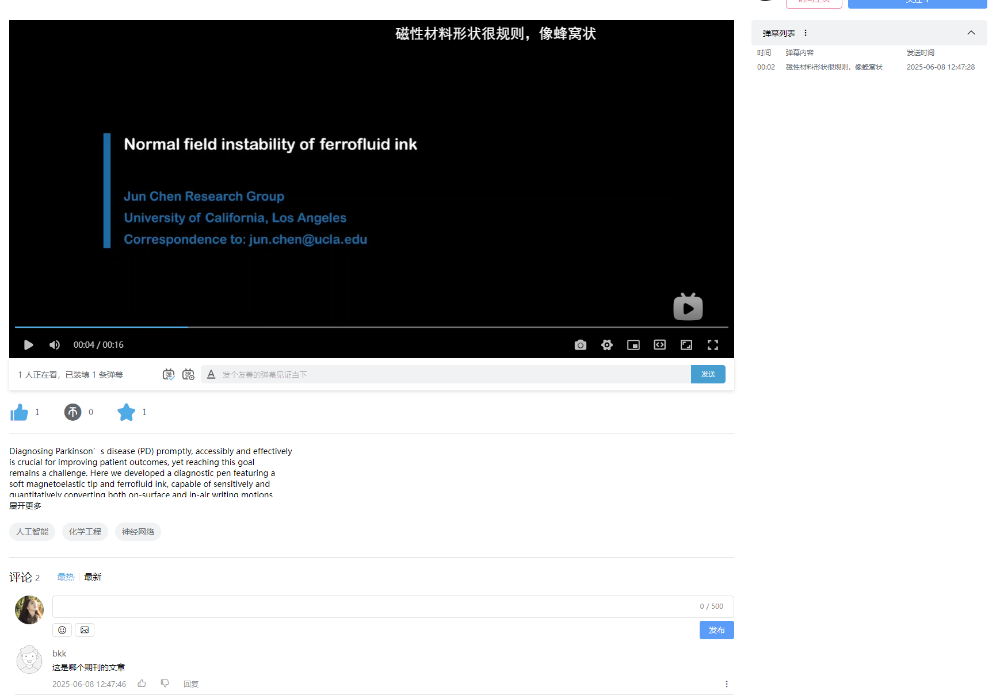 磁性材料形状很规则，像蜂窝状
Normal field instability of ferrofluid ink
Jun Chen Research Group
University of California, Los Angeles
Correspondence to: jun.chen@ucla.edu
00:04 / 00:16
1 人正在看，已装填 1 条弹幕
弹
弹
A
发个友善的弹幕见证当下
发送
1
0
1
Diagnosing Parkinson’s disease (PD) promptly, accessibly and effectively
is crucial for improving patient outcomes, yet reaching this goal
remains a challenge. Here we developed a diagnostic pen featuring a
soft magnetoelastic tip and ferrofluid ink, capable of sensitively and
quantitatively converting both on-surface and in-air writing motions
展开更多
人工智能
化学工程
神经网络
评论 2
最热
最新
0 / 500
发布
bkk
这是哪个期刊的文章
2025-06-08 12:47:46
回复
弹幕列表
时间 弹幕内容 发送时间
00:02 磁性材料形状很规则，像蜂窝状 2025-06-08 12:47:28